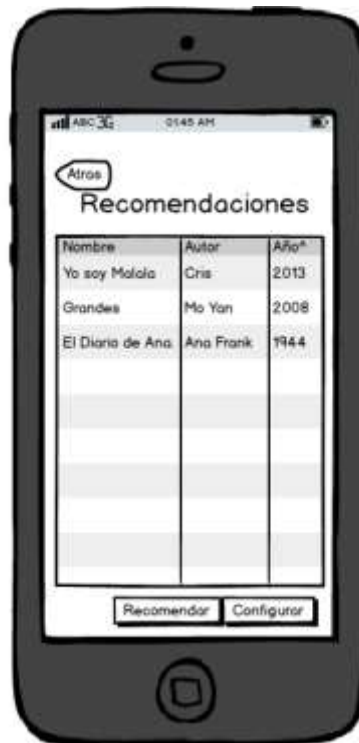 ABC 3G 01:45 AM
Atras
Recomendaciones
Nombre Autor Año^
Yo soy Malala Cris 2013
Grandes Mo Yan 2008
El Diario de Ana Ana Frank 1944
Recomendar Configurar